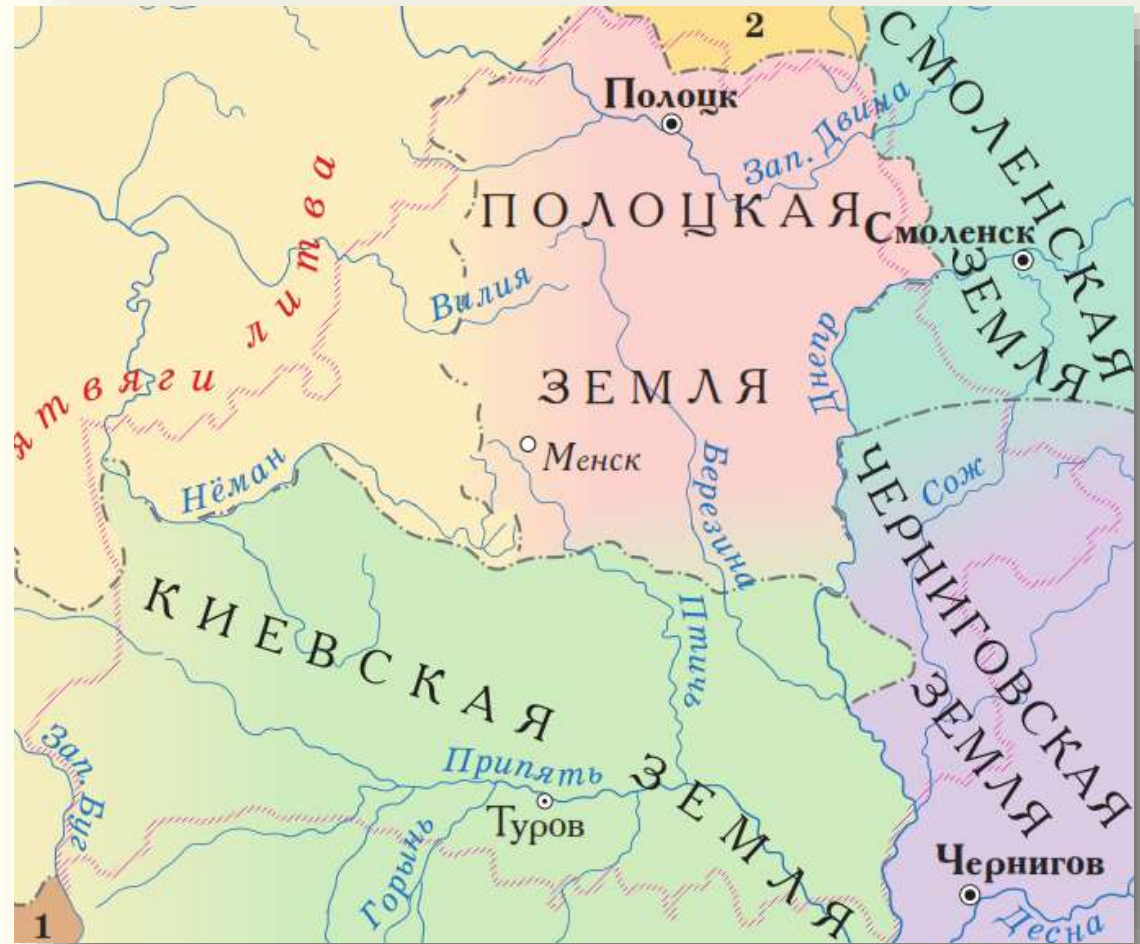 2
СМОЛЕНСКАЯ
ЗЕМЛЯ
Полоцк
Зап. Двина
ПОЛОЦКАЯ
ЗЕМЛЯ
Смоленск
литва
Вилия
Днепр
ятвяги
Менск
Березина
Нёман
ЧЕРНИГОВСКАЯ
ЗЕМЛЯ
Сож
КИЕВСКАЯ
ЗЕМЛЯ
Птичь
Зап. Буг
Припять
Туров
Горынь
Чернигов
Десна
1